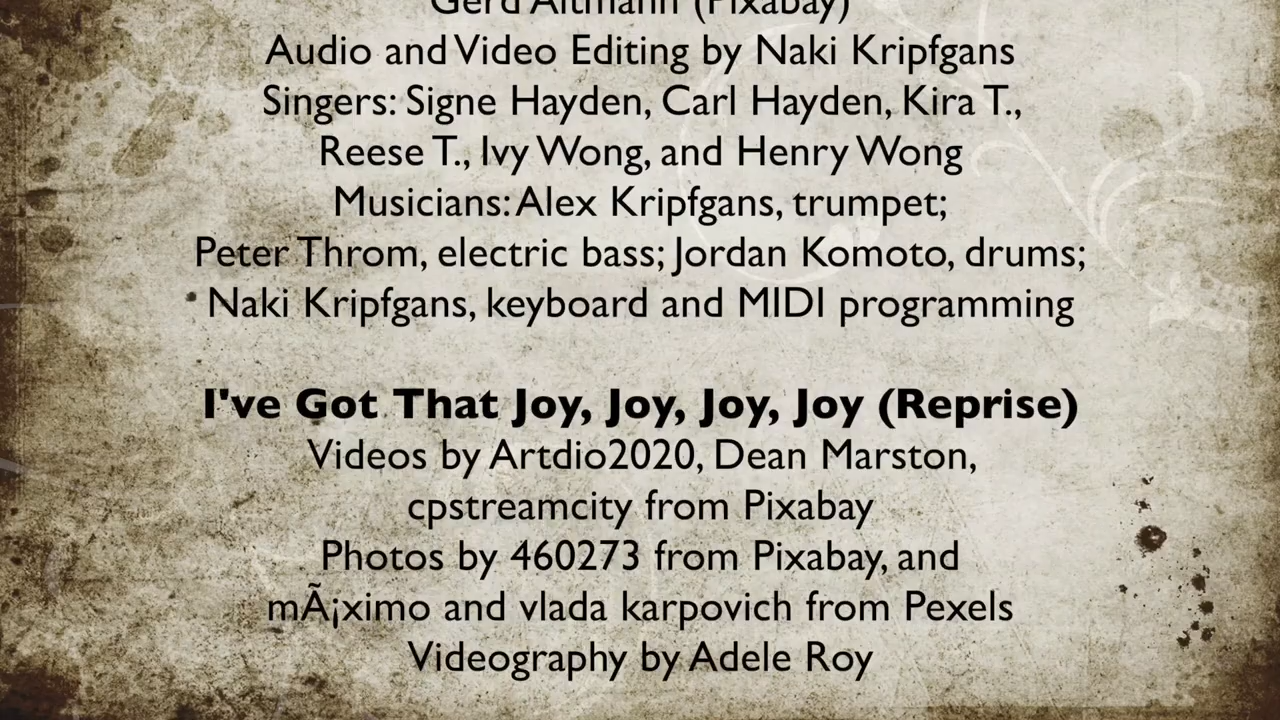 Gerd Altmann (Pixabay)
Audio and Video Editing by Naki Kripfgans
Singers: Signe Hayden, Carl Hayden, Kira T.,
Reese T., Ivy Wong, and Henry Wong
Musicians: Alex Kripfgans, trumpet;
Peter Throm, electric bass; Jordan Komoto, drums;
Naki Kripfgans, keyboard and MIDI programming
I've Got That Joy, Joy, Joy, Joy (Reprise)
Videos by Artdio2020, Dean Marston,
cpstreamcity from Pixabay
Photos by 460273 from Pixabay, and
mÃ¡ximo and vlada karpovich from Pexels
Videography by Adele Roy